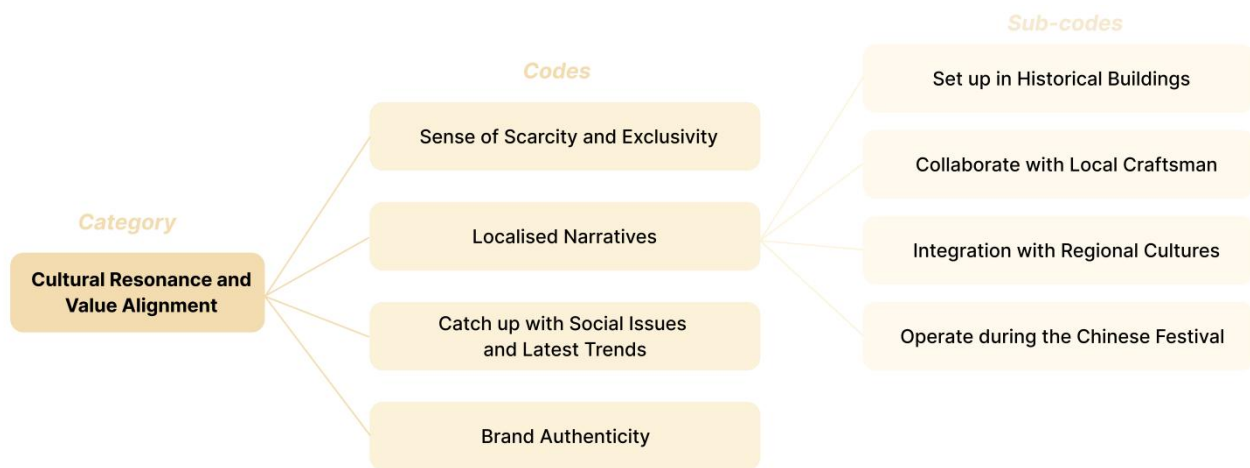 Category
Cultural Resonance and
Value Alignment
Codes
Sense of Scarcity and Exclusivity
Localised Narratives
Catch up with Social Issues
and Latest Trends
Brand Authenticity
Sub-codes
Set up in Historical Buildings
Collaborate with Local Craftsman
Integration with Regional Cultures
Operate during the Chinese Festival